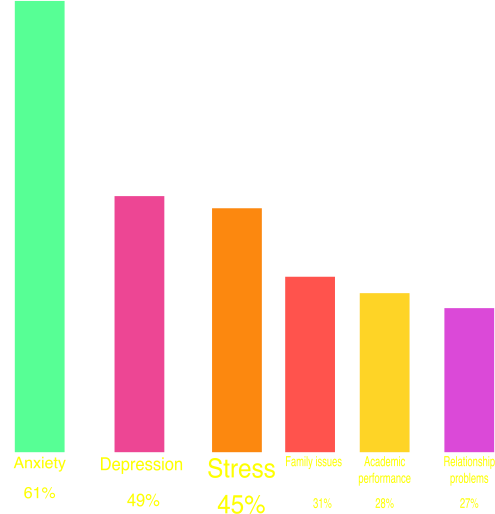 Anxiety
61%
Depression
49%
Stress
45%
Family issues
31%
Academic
performance
28%
Relationship
problems
27%